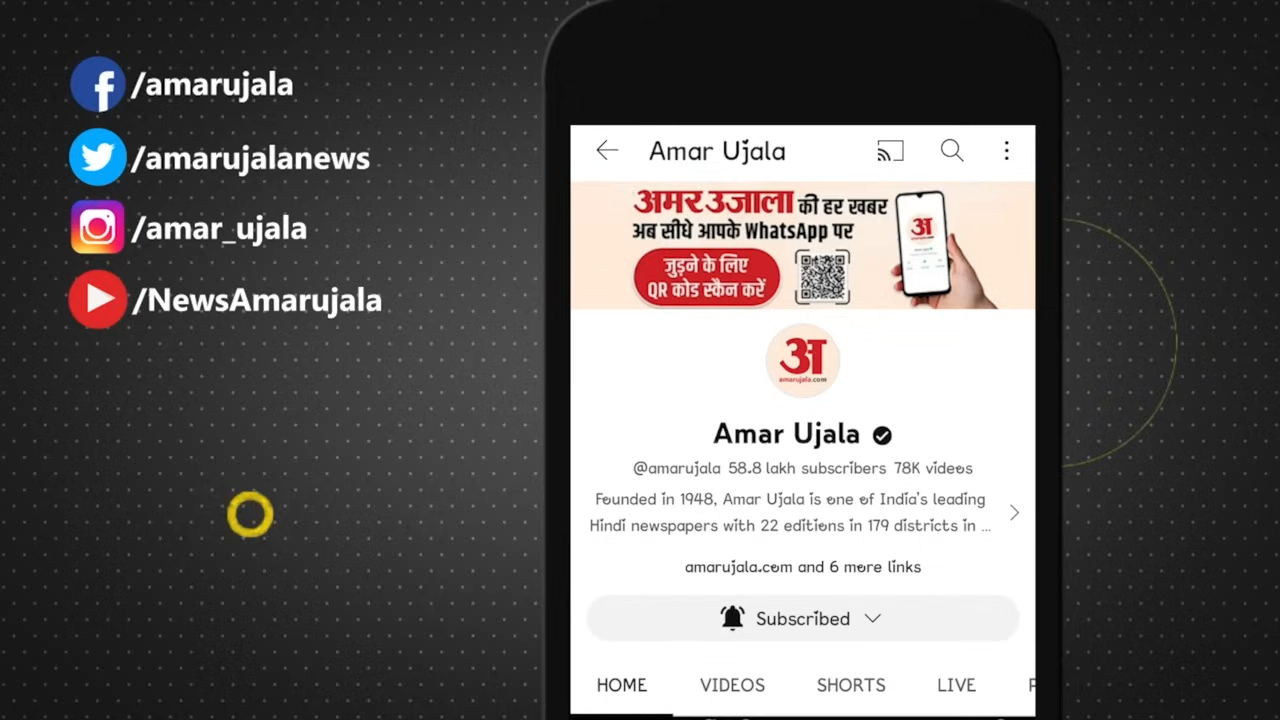 /amarujala
/amarujalanews
/amar_ujala
/NewsAmarujala
Amar Ujala
अमर उजाला की हर खबर
अब सीधे आपके WhatsApp पर
जुड़ने के लिए
QR कोड स्कैन करें
अ
अ
amarujala.com
Amar Ujala
@amarujala 58.8 lakh subscribers 78K videos
Founded in 1948, Amar Ujala is one of India's leading
Hindi newspapers with 22 editions in 179 districts in ...
amarujala.com and 6 more links
Subscribed
HOME VIDEOS SHORTS LIVE